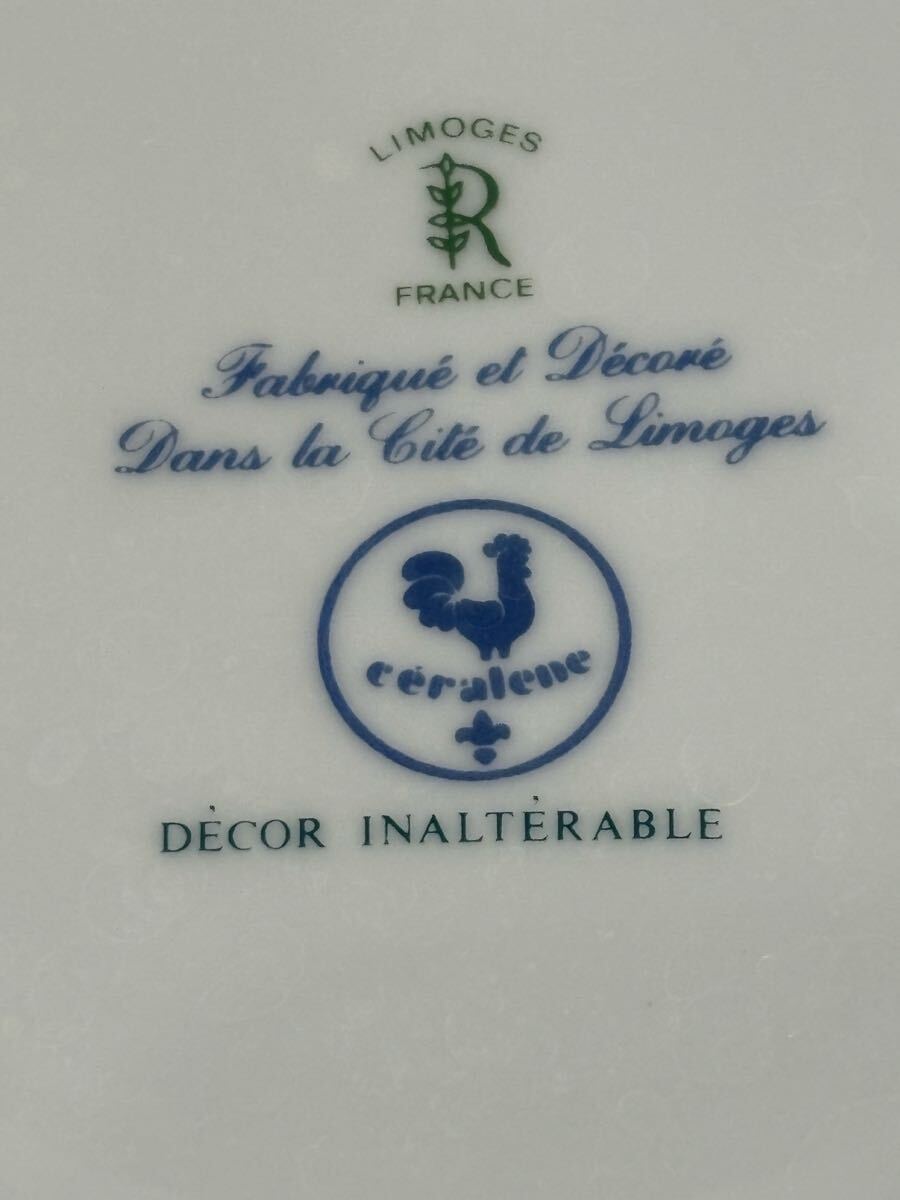 LIMOGES
R
FRANCE
Fabriqué et Décoré
Dans la Cité de Limoges
céralene
DÉCOR INALTÉRABLE